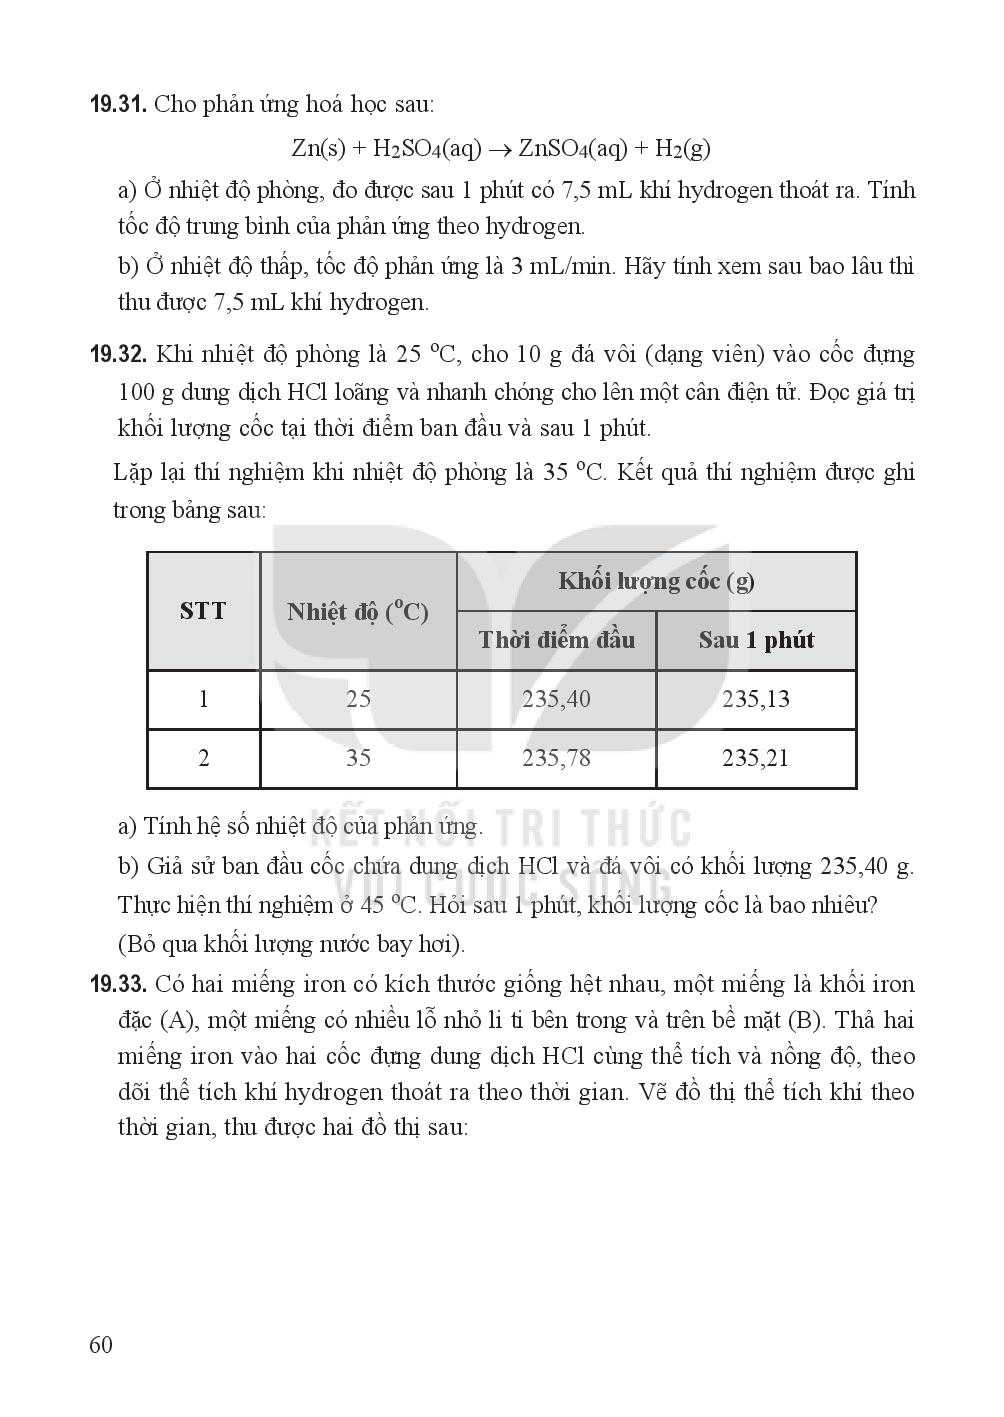 19.31. Cho phản ứng hoá học sau:
Zn(s) + H2SO4(aq) → ZnSO4(aq) + H2(g)
a) Ở nhiệt độ phòng, đo được sau 1 phút có 7,5 mL khí hydrogen thoát ra. Tính
tốc độ trung bình của phản ứng theo hydrogen.
b) Ở nhiệt độ thấp, tốc độ phản ứng là 3 mL/min. Hãy tính xem sau bao lâu thì
thu được 7,5 mL khí hydrogen.
19.32. Khi nhiệt độ phòng là 25 ºC, cho 10 g đá vôi (dạng viên) vào cốc đựng
100 g dung dịch HCl loãng và nhanh chóng cho lên một cân điện tử. Đọc giá trị
khối lượng cốc tại thời điểm ban đầu và sau 1 phút.
Lặp lại thí nghiệm khi nhiệt độ phòng là 35 ºC. Kết quả thí nghiệm được ghi
trong bảng sau:
STT Nhiệt độ (ºC) Khối lượng cốc (g)
Thời điểm đầu Sau 1 phút
1 25 235,40 235,13
2 35 235,78 235,21
KẾT NỐI TRI THỨC
a) Tính hệ số nhiệt độ của phản ứng.
b) Giả sử ban đầu cốc chứa dung dịch HCl và đá vôi có khối lượng 235,40 g.
VỚI CUỘC SỐNG
Thực hiện thí nghiệm ở 45 ºC. Hỏi sau 1 phút, khối lượng cốc là bao nhiêu?
(Bỏ qua khối lượng nước bay hơi).
19.33. Có hai miếng iron có kích thước giống hệt nhau, một miếng là khối iron
đặc (A), một miếng có nhiều lỗ nhỏ li ti bên trong và trên bề mặt (B). Thả hai
miếng iron vào hai cốc đựng dung dịch HCl cùng thể tích và nồng độ, theo
dõi thể tích khí hydrogen thoát ra theo thời gian. Vẽ đồ thị thể tích khí theo
thời gian, thu được hai đồ thị sau:
60